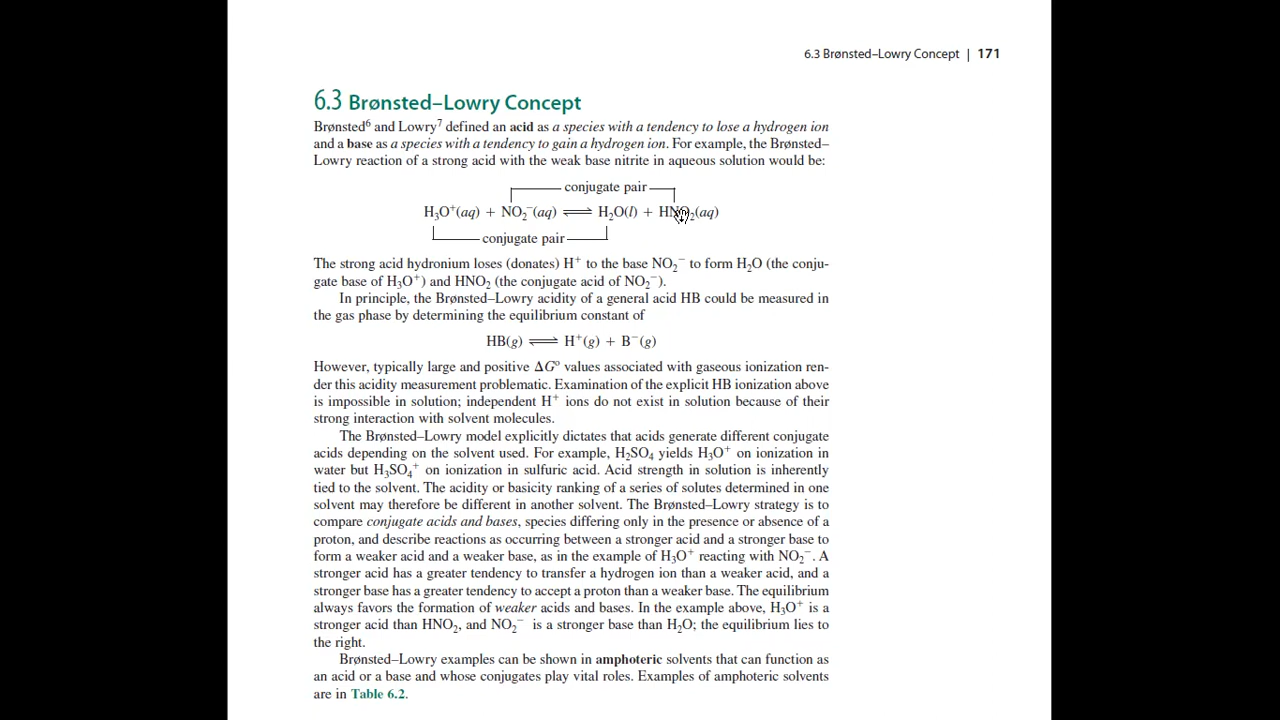 6.3 Brønsted–Lowry Concept | 171
6.3 Brønsted–Lowry Concept
Brønsted⁶ and Lowry⁷ defined an acid as a species with a tendency to lose a hydrogen ion
and a base as a species with a tendency to gain a hydrogen ion. For example, the Brønsted–
Lowry reaction of a strong acid with the weak base nitrite in aqueous solution would be:
conjugate pair
H₃O⁺(aq) + NO₂⁻(aq) ⇌ H₂O(l) + HNO₂(aq)
conjugate pair
The strong acid hydronium loses (donates) H⁺ to the base NO₂⁻ to form H₂O (the conju-
gate base of H₃O⁺) and HNO₂ (the conjugate acid of NO₂⁻).
In principle, the Brønsted–Lowry acidity of a general acid HB could be measured in
the gas phase by determining the equilibrium constant of
HB(g) ⇌ H⁺(g) + B⁻(g)
However, typically large and positive ΔG° values associated with gaseous ionization ren-
der this acidity measurement problematic. Examination of the explicit HB ionization above
is impossible in solution; independent H⁺ ions do not exist in solution because of their
strong interaction with solvent molecules.
The Brønsted–Lowry model explicitly dictates that acids generate different conjugate
acids depending on the solvent used. For example, H₂SO₄ yields H₃O⁺ on ionization in
water but H₃SO₄⁺ on ionization in sulfuric acid. Acid strength in solution is inherently
tied to the solvent. The acidity or basicity ranking of a series of solutes determined in one
solvent may therefore be different in another solvent. The Brønsted–Lowry strategy is to
compare conjugate acids and bases, species differing only in the presence or absence of a
proton, and describe reactions as occurring between a stronger acid and a stronger base to
form a weaker acid and a weaker base, as in the example of H₃O⁺ reacting with NO₂⁻. A
stronger acid has a greater tendency to transfer a hydrogen ion than a weaker acid, and a
stronger base has a greater tendency to accept a proton than a weaker base. The equilibrium
always favors the formation of weaker acids and bases. In the example above, H₃O⁺ is a
stronger acid than HNO₂, and NO₂⁻ is a stronger base than H₂O; the equilibrium lies to
the right.
Brønsted–Lowry examples can be shown in amphoteric solvents that can function as
an acid or a base and whose conjugates play vital roles. Examples of amphoteric solvents
are in Table 6.2.